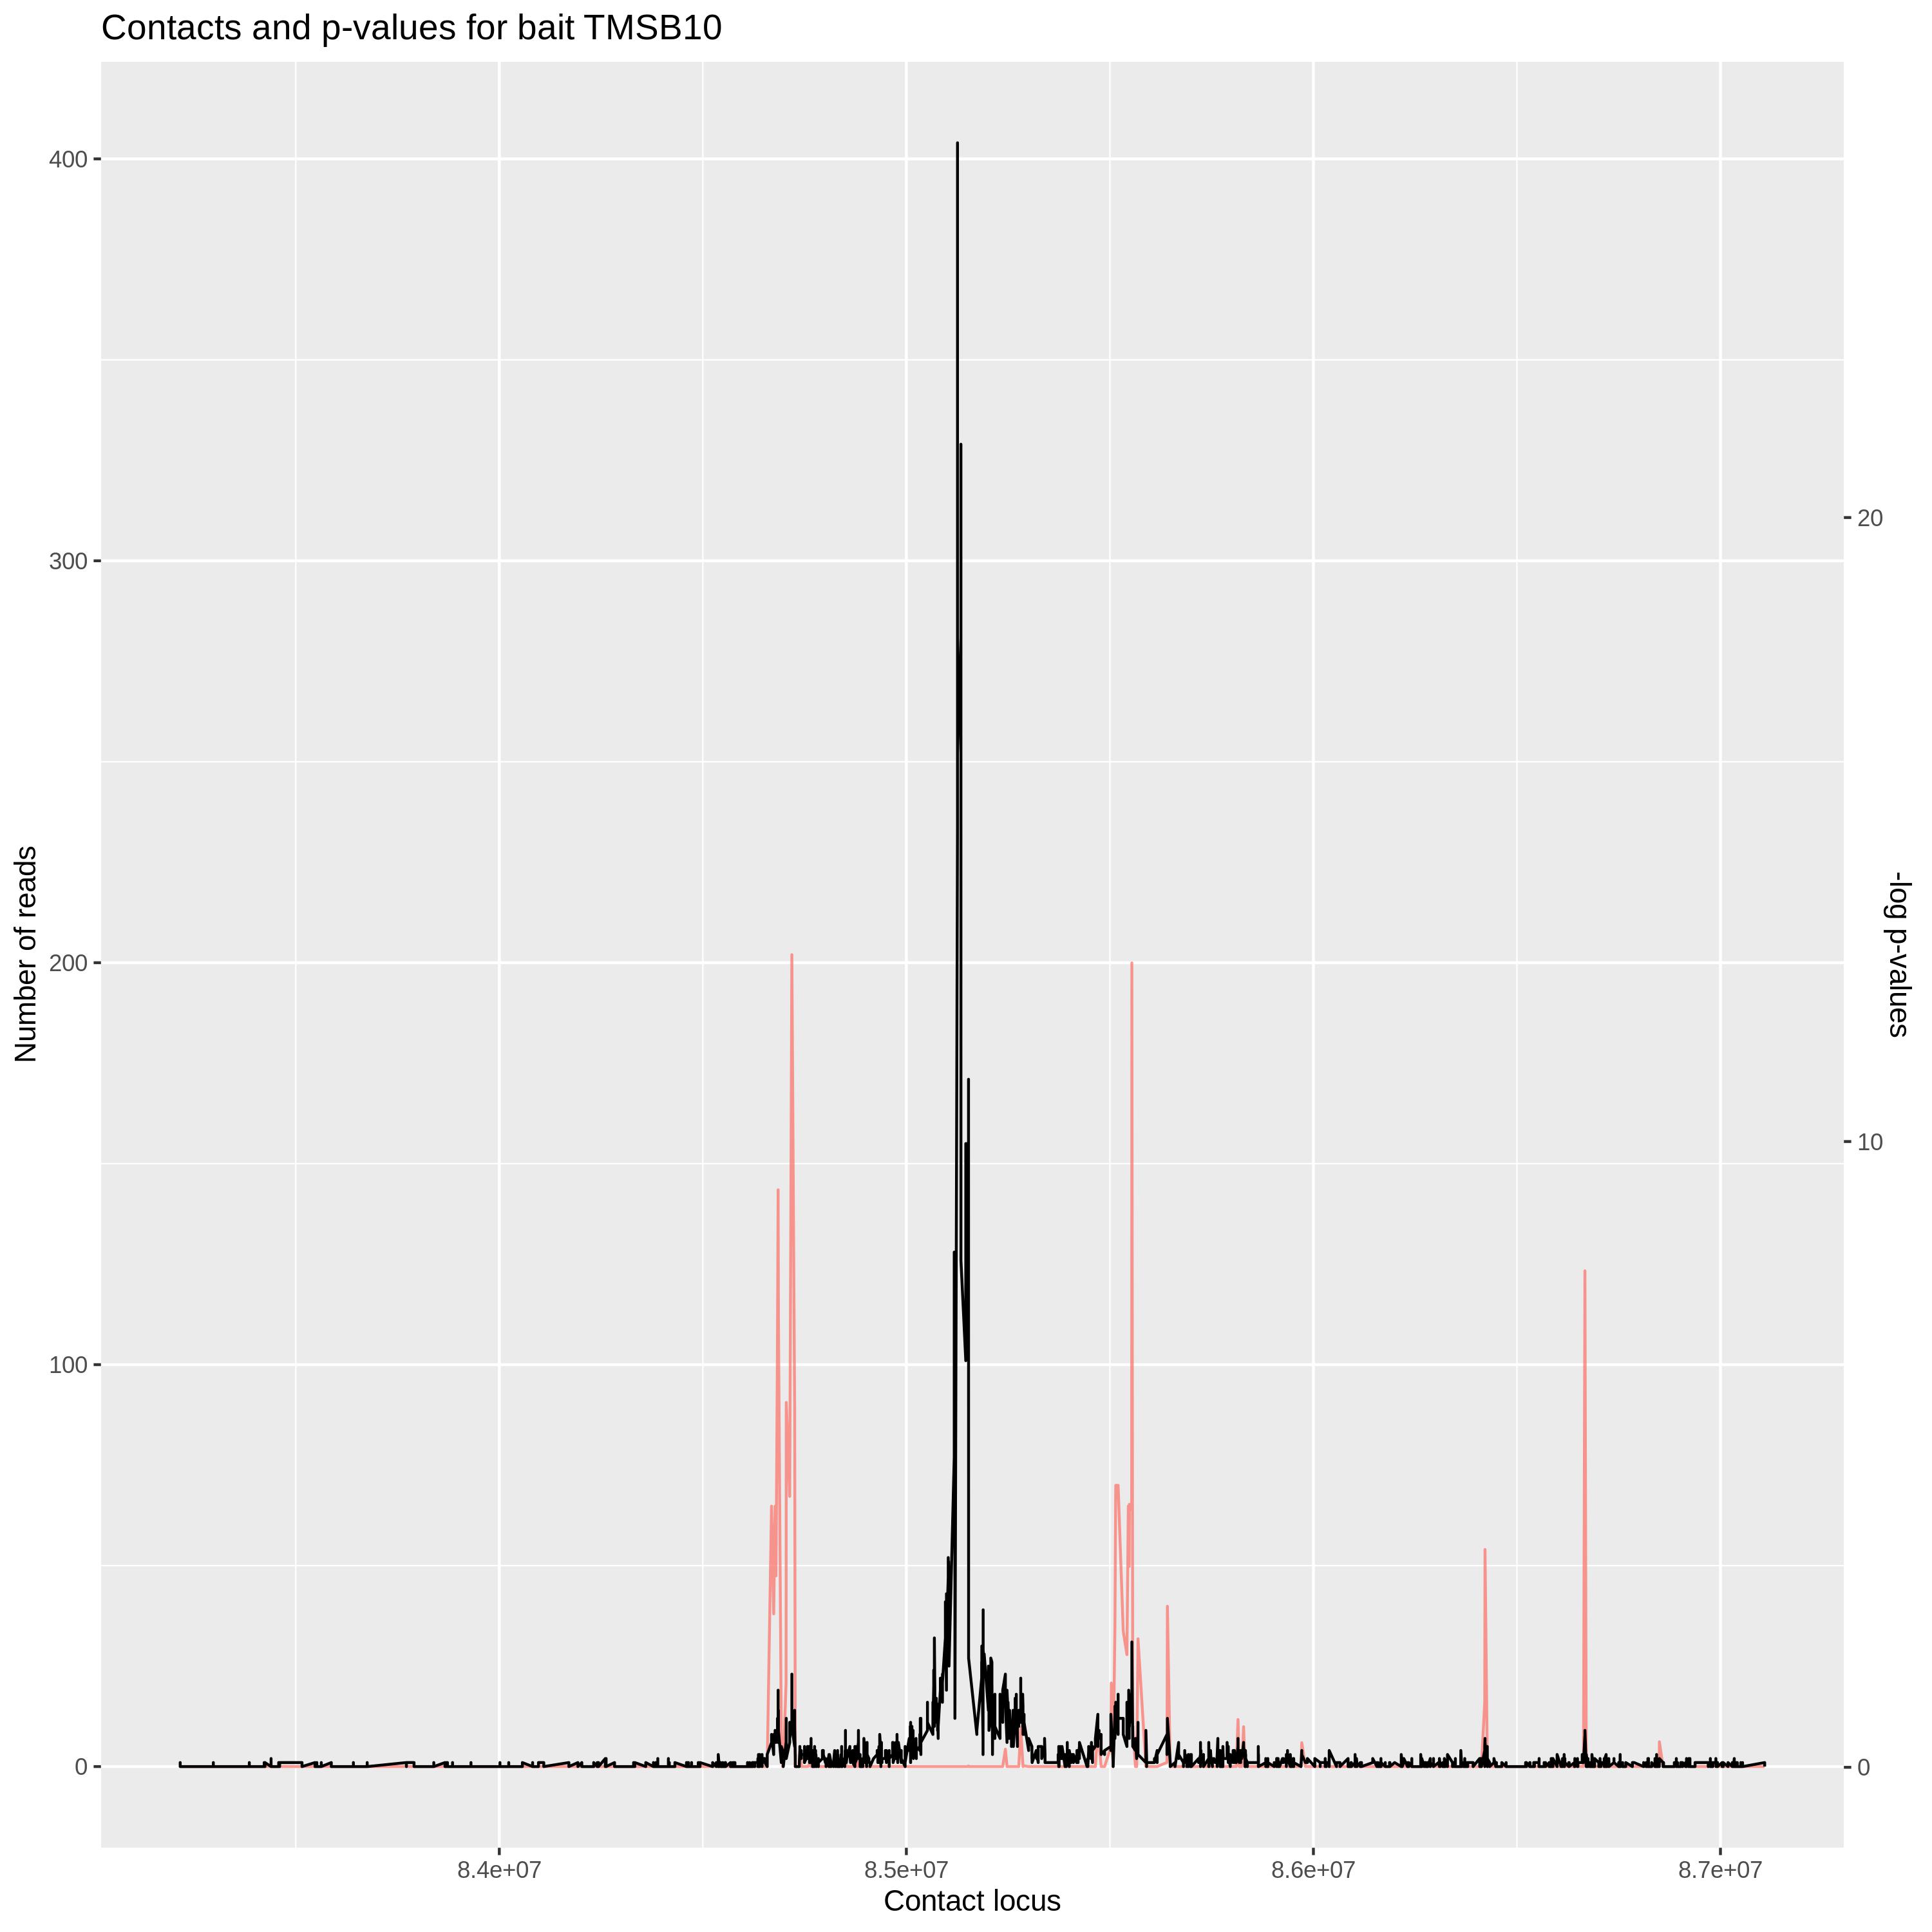 Contacts and p-values for bait TMSB10
400
300
200
100
0
Number of reads
20
10
0
-log p-values
8.4e+07
8.5e+07
8.6e+07
8.7e+07
Contact locus